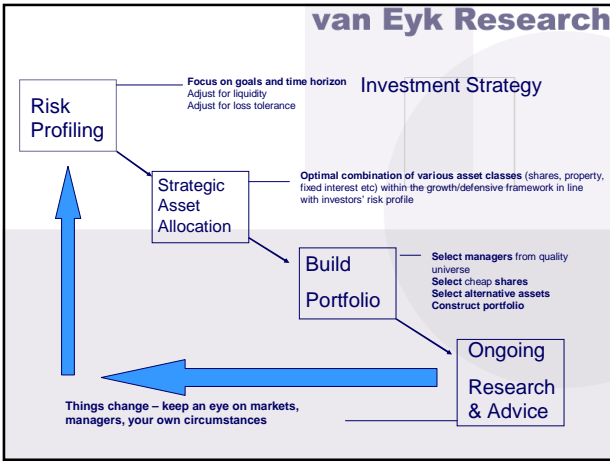 van Eyk Research
Investment Strategy
Risk
Profiling
Focus on goals and time horizon
Adjust for liquidity
Adjust for loss tolerance
Strategic
Asset
Allocation
Optimal combination of various asset classes (shares, property,
fixed interest etc) within the growth/defensive framework in line
with investors' risk profile
Build
Portfolio
Select managers from quality
universe
Select cheap shares
Select alternative assets
Construct portfolio
Ongoing
Research
& Advice
Things change – keep an eye on markets,
managers, your own circumstances